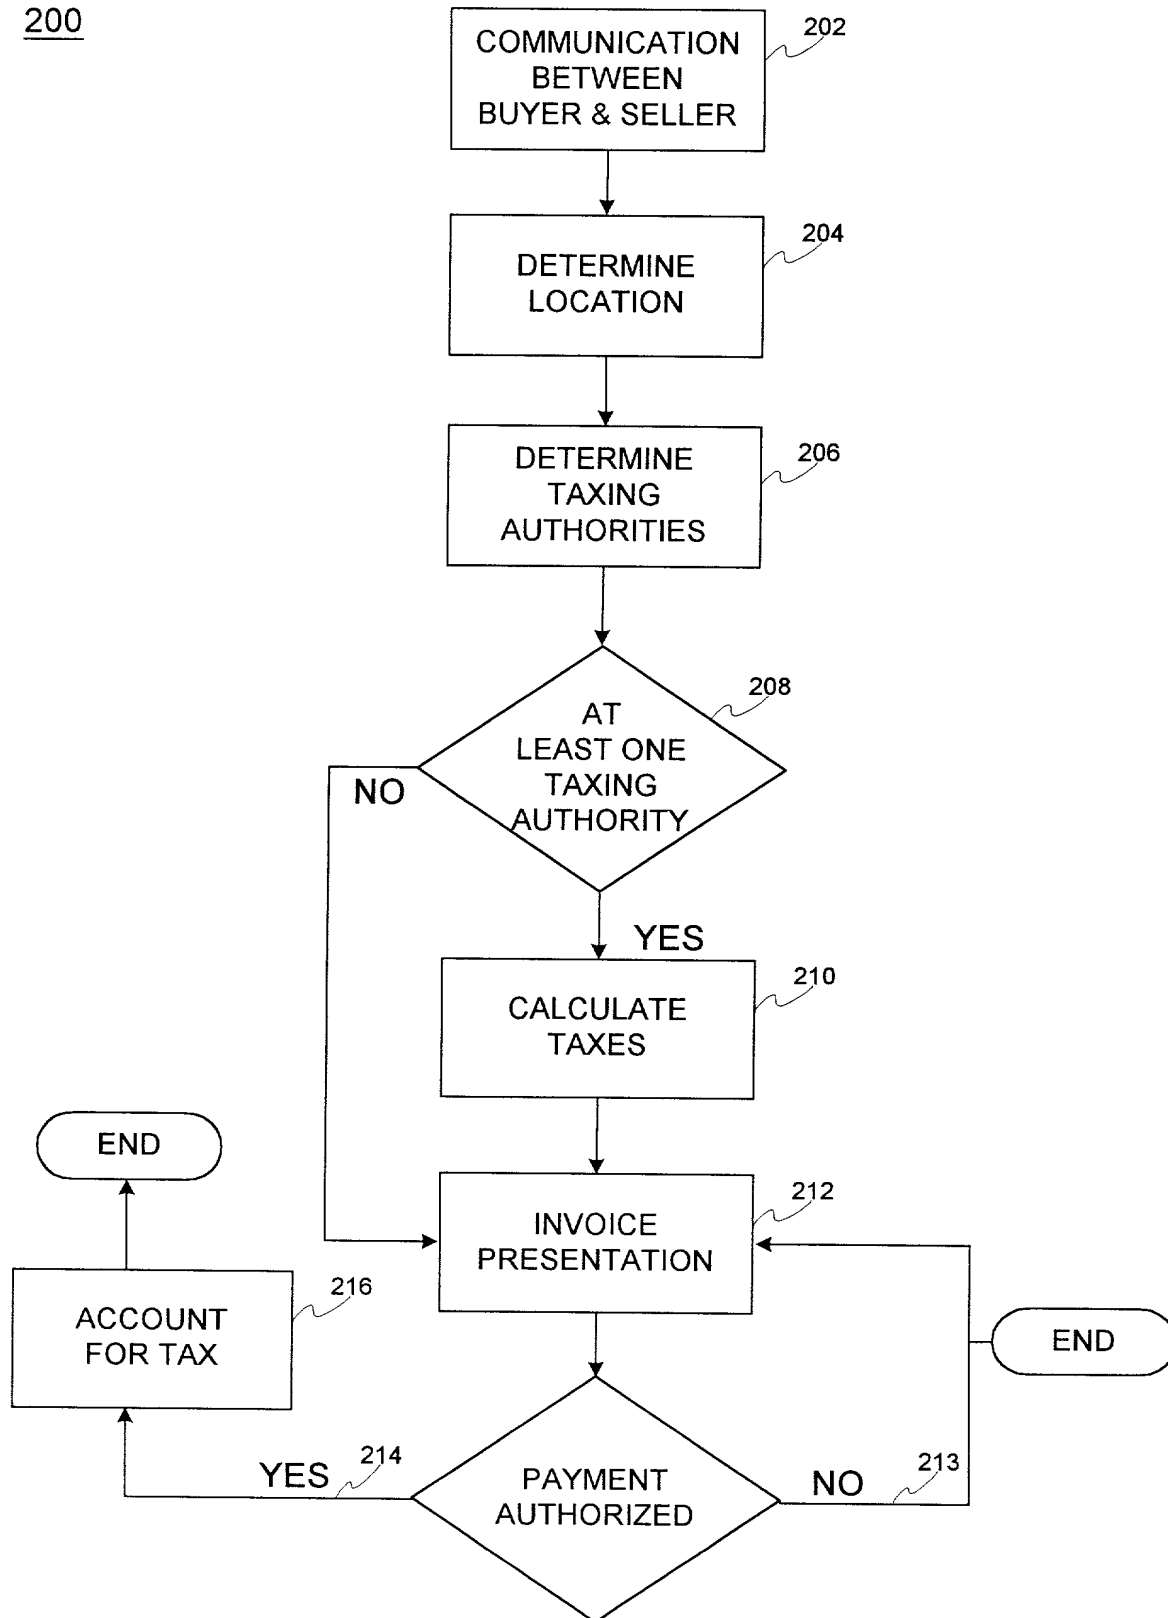 200
COMMUNICATION
BETWEEN
BUYER & SELLER
202
DETERMINE
LOCATION
204
DETERMINE
TAXING
AUTHORITIES
206
AT
LEAST ONE
TAXING
AUTHORITY
208
NO
YES
CALCULATE
TAXES
210
END
INVOICE
PRESENTATION
212
ACCOUNT
FOR TAX
216
END
PAYMENT
AUTHORIZED
YES
214
NO
213